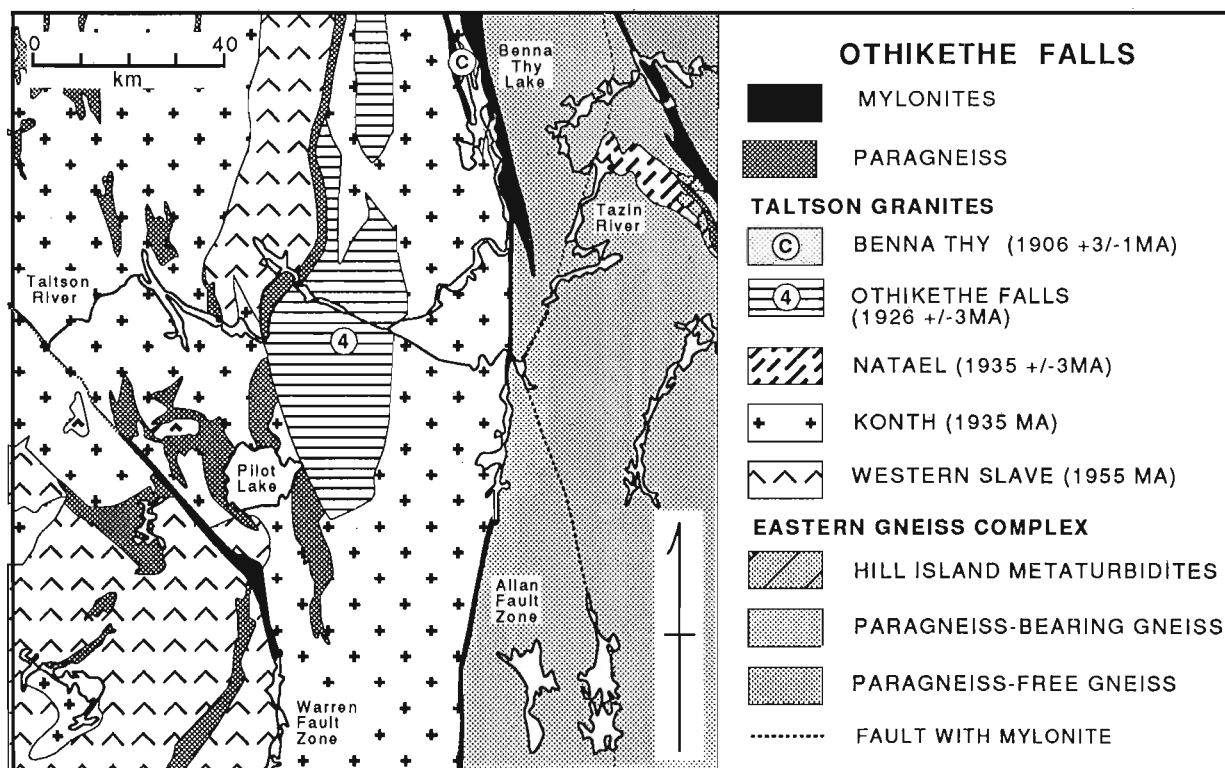 0 40
km
C
Benna
Thy
Lake
Taltson
River
Tazin
River
4
Pilot
Lake
Allan
Fault
Zone
Warren
Fault
Zone
OTHIKETHE FALLS
MYLONITES
PARAGNEISS
TALTSON GRANITES
C BENNA THY (1906 +3/-1MA)
4 OTHIKETHE FALLS
(1926 +/-3MA)
NATAEL (1935 +/-3MA)
KONTH (1935 MA)
WESTERN SLAVE (1955 MA)
EASTERN GNEISS COMPLEX
HILL ISLAND METATURBIDITES
PARAGNEISS-BEARING GNEISS
PARAGNEISS-FREE GNEISS
FAULT WITH MYLONITE